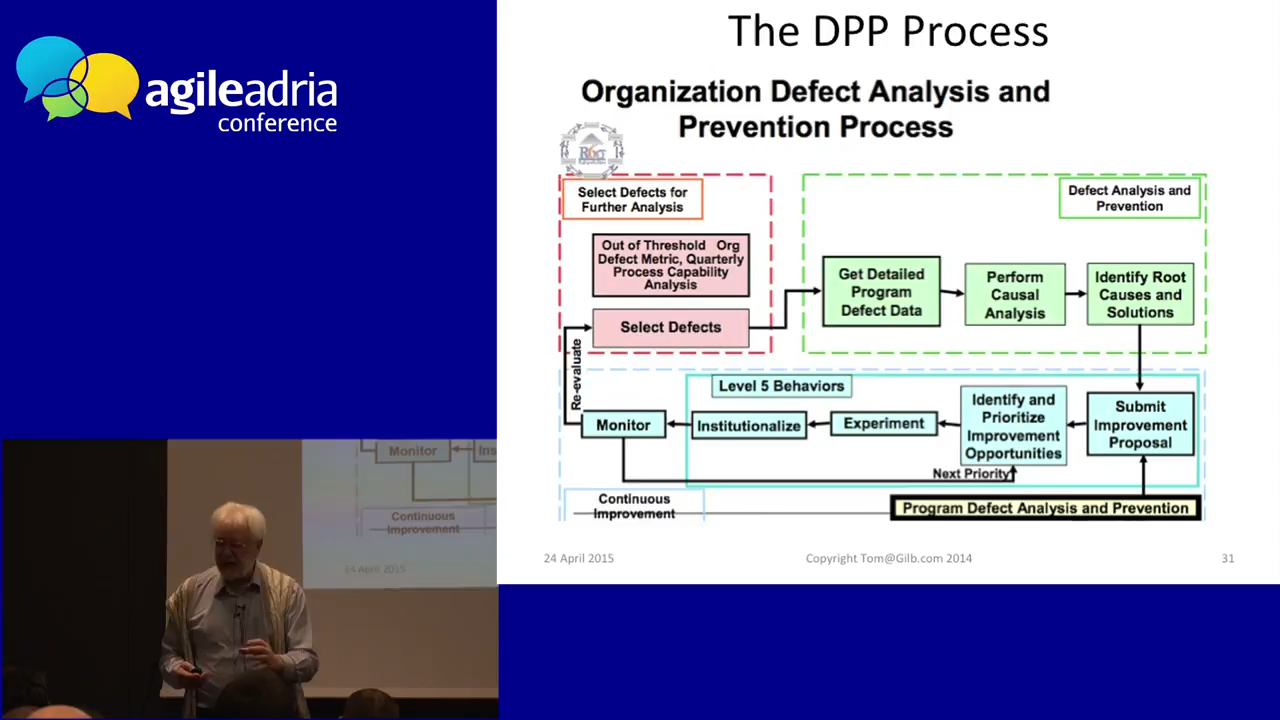 agileadria
conference
The DPP Process
Organization Defect Analysis and
Prevention Process
Select Defects for
Further Analysis
Out of Threshold Org
Defect Metric, Quarterly
Process Capability
Analysis
Select Defects
Re-evaluate
Defect Analysis and
Prevention
Get Detailed
Program
Defect Data
Perform
Causal
Analysis
Identify Root
Causes and
Solutions
Level 5 Behaviors
Monitor
Institutionalize
Experiment
Identify and
Prioritize
Improvement
Opportunities
Submit
Improvement
Proposal
Next Priority
Continuous
Improvement
Program Defect Analysis and Prevention
24 April 2015
Copyright Tom@Gilb.com 2014
31
Monitor
Ins
Continuous
Improvement
24 April 2015